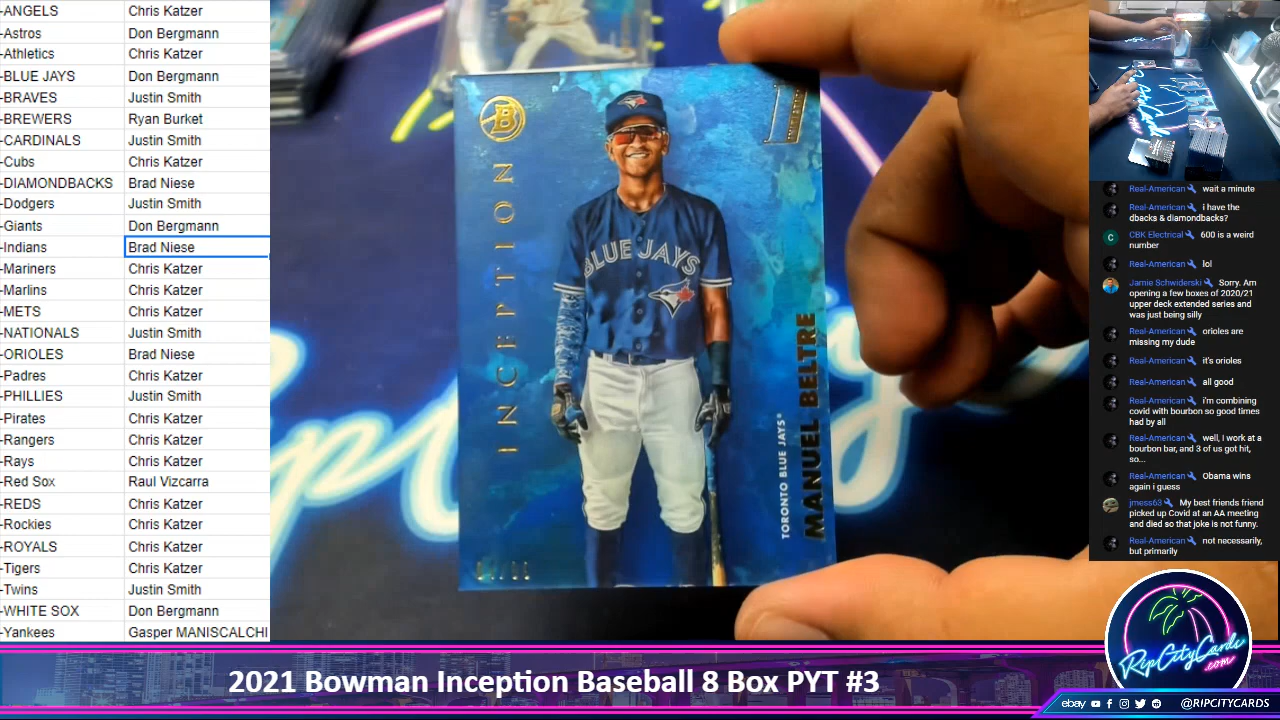 -ANGELS Chris Katzer
-Astros Don Bergmann
-Athletics Chris Katzer
-BLUE JAYS Don Bergmann
-BRAVES Justin Smith
-BREWERS Ryan Burket
-CARDINALS Justin Smith
-Cubs Chris Katzer
-DIAMONDBACKS Brad Niese
-Dodgers Justin Smith
-Giants Don Bergmann
-Indians Brad Niese
-Mariners Chris Katzer
-Marlins Chris Katzer
-METS Chris Katzer
-NATIONALS Justin Smith
-ORIOLES Brad Niese
-Padres Chris Katzer
-PHILLIES Justin Smith
-Pirates Chris Katzer
-Rangers Chris Katzer
-Rays Chris Katzer
-Red Sox Raul Vizcarra
-REDS Chris Katzer
-Rockies Chris Katzer
-ROYALS Chris Katzer
-Tigers Chris Katzer
-Twins Justin Smith
-WHITE SOX Don Bergmann
-Yankees Gasper MANISCALCHI
B
INCEPTION
BLUE JAYS
TORONTO BLUE JAYS
MANUEL BELTRE
Real-American wait a minute
Real-American i have the
dbacks & diamondbacks?
C CBK Electrical 600 is a weird
number
Real-American lol
Jamie Schwiderski Sorry. Am
opening a few boxes of 2020/21
upper deck extended series and
was just being silly
Real-American orioles are
missing my dude
Real-American it's orioles
Real-American all good
Real-American i'm combining
covid with bourbon so good times
had by all
Real-American well, I work at a
bourbon bar, and 3 of us got hit,
so...
Real-American Obama wins
again i guess
jmess63 My best friends friend
picked up Covid at an AA meeting
and died so that joke is not funny.
Real-American not necessarily,
but primarily
RipCityCards
.com
2021 Bowman Inception Baseball 8 Box PYT #3
ebay @RIPCITYCARDS